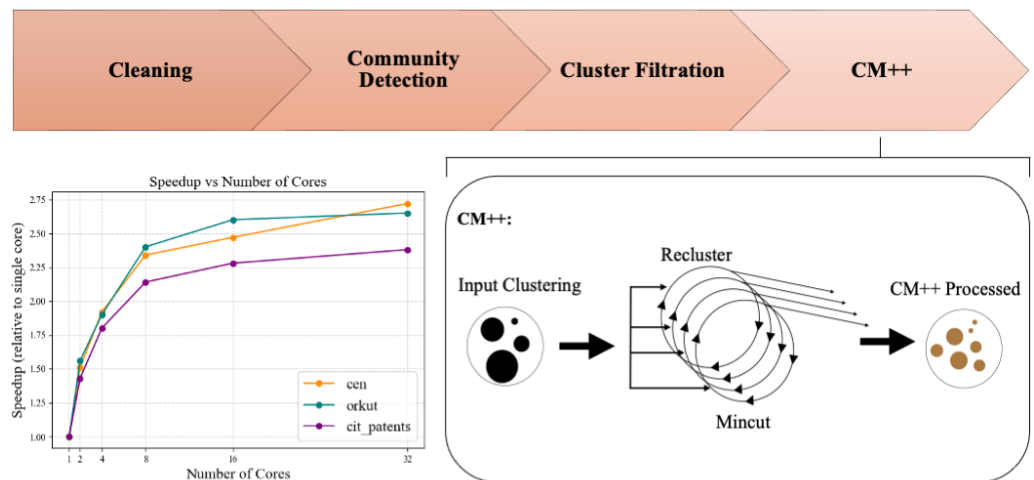 Cleaning
Community
Detection
Cluster Filtration
CM++
Speedup vs Number of Cores
Speedup (relative to single core)
2.75
2.50
2.25
2.00
1.75
1.50
1.25
1.00
cen
orkut
cit_patents
1 2 4 8 16 32
Number of Cores
CM++:
Input Clustering
Recluster
Mincut
CM++ Processed